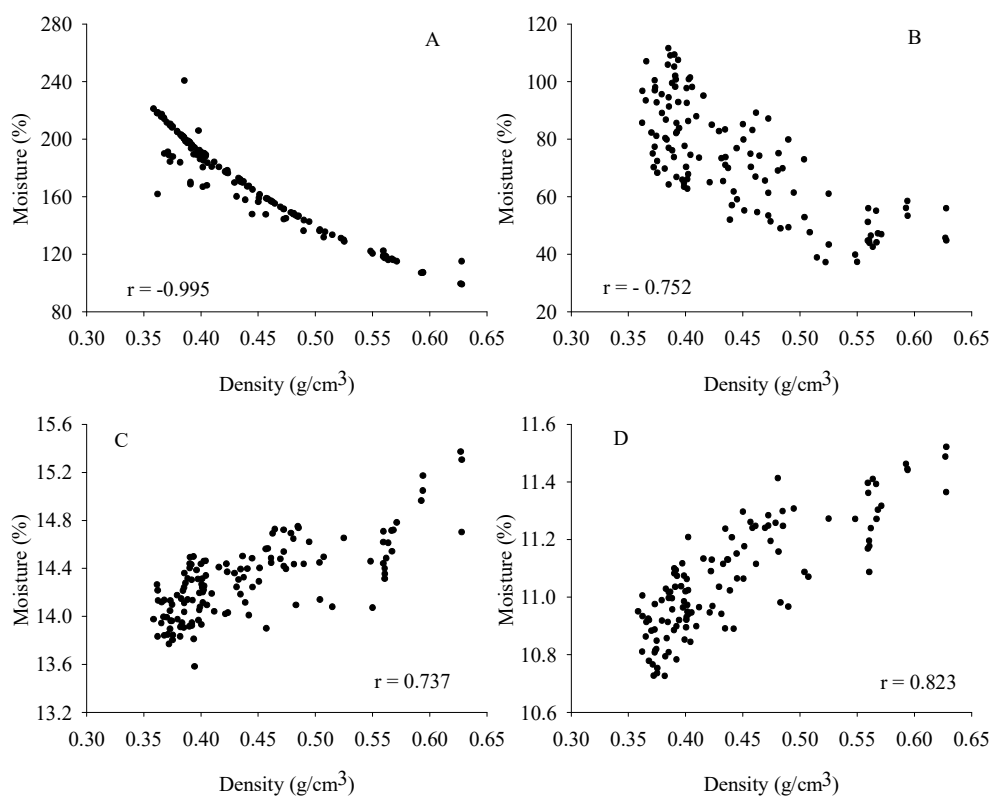 A
Moisture (%)
280
240
200
160
120
80
r = -0.995
0.30 0.35 0.40 0.45 0.50 0.55 0.60 0.65
Density (g/cm3)
B
Moisture (%)
120
100
80
60
40
20
r = - 0.752
0.30 0.35 0.40 0.45 0.50 0.55 0.60 0.65
Density (g/cm3)
C
Moisture (%)
15.6
15.2
14.8
14.4
14.0
13.6
13.2
r = 0.737
0.30 0.35 0.40 0.45 0.50 0.55 0.60 0.65
Density (g/cm3)
D
Moisture (%)
11.6
11.4
11.2
11.0
10.8
10.6
r = 0.823
0.30 0.35 0.40 0.45 0.50 0.55 0.60 0.65
Density (g/cm3)